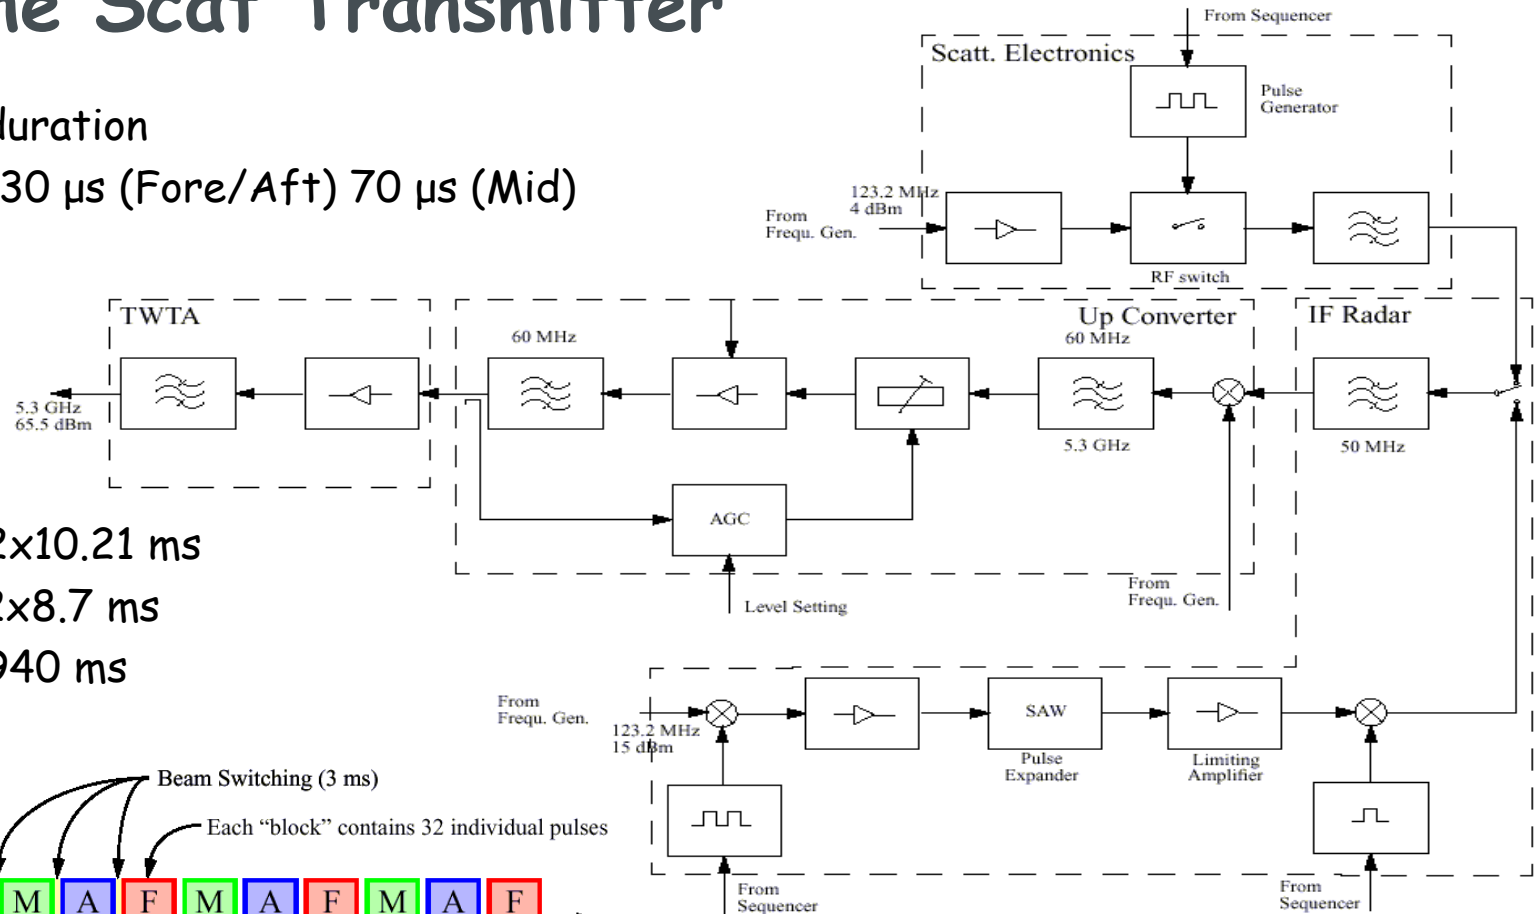 he Scat Transmitter
duration
30 µs (Fore/Aft) 70 µs (Mid)
2x10.21 ms
2x8.7 ms
940 ms
From Sequencer
Scatt. Electronics
Pulse
Generator
123.2 MHz
4 dBm
From
Frequ. Gen.
RF switch
TWTA
60 MHz
Up Converter
60 MHz
IF Radar
5.3 GHz
65.5 dBm
5.3 GHz
50 MHz
AGC
Level Setting
From
Frequ. Gen.
From
Frequ. Gen.
123.2 MHz
15 dBm
SAW
Pulse
Expander
Limiting
Amplifier
Beam Switching (3 ms)
Each “block” contains 32 individual pulses
M A F M A F M A F
From
Sequencer
From
Sequencer